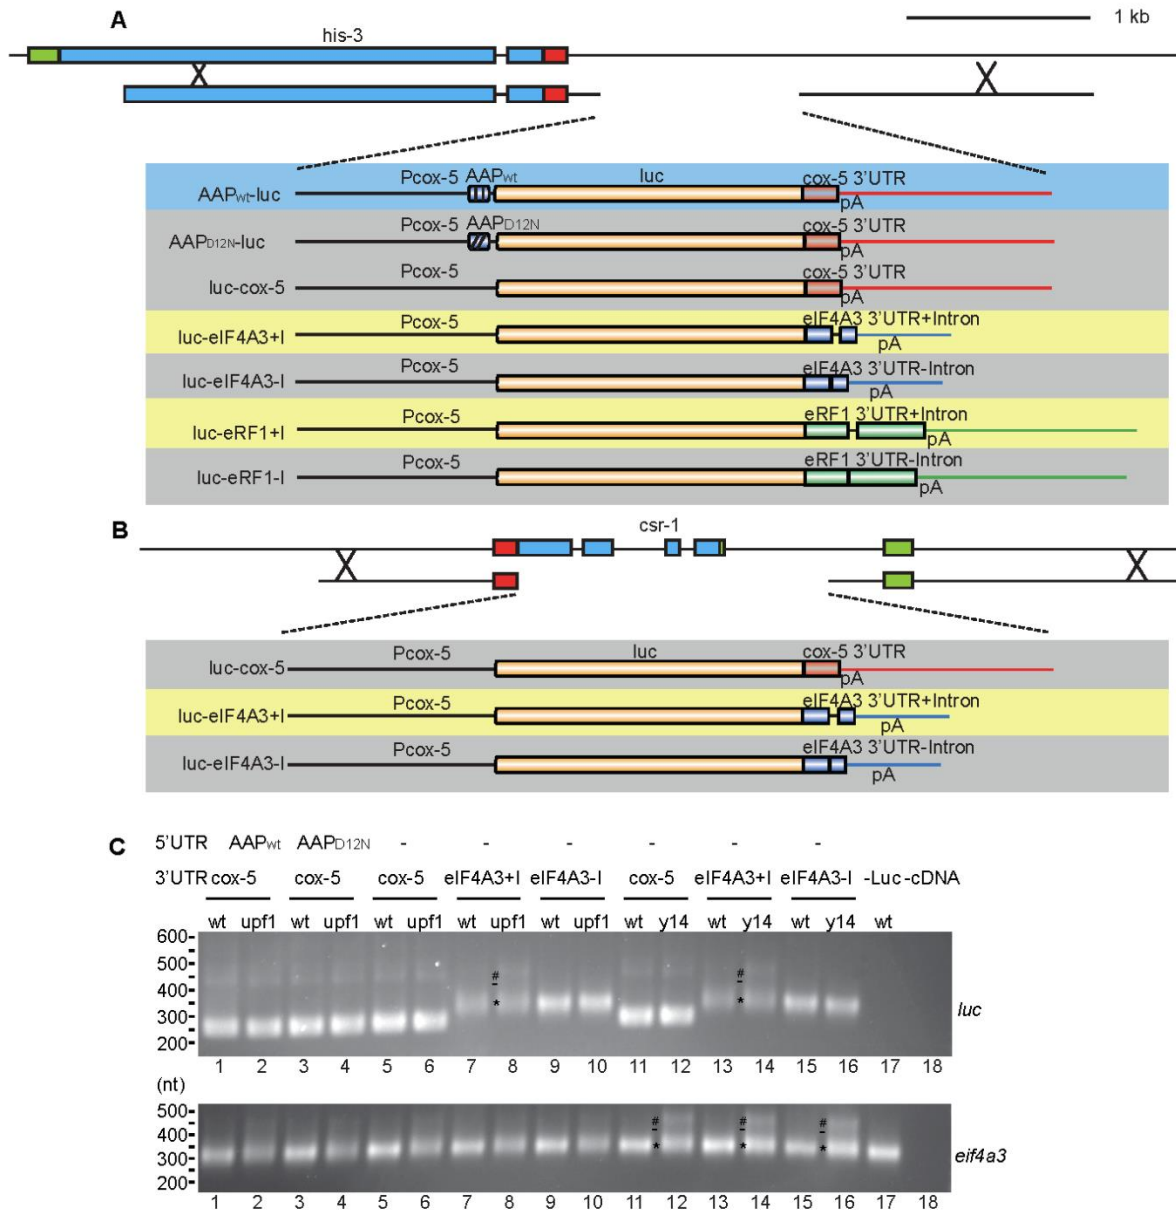 A
his-3
1 kb
Pcox-5 AAPwt luc cox-5 3'UTR
AAPwt-luc
pA
Pcox-5 AAPD12N cox-5 3'UTR
AAPD12N-luc
pA
Pcox-5 cox-5 3'UTR
luc-cox-5
pA
Pcox-5 eIF4A3 3'UTR+Intron
luc-eIF4A3+I
pA
Pcox-5 eIF4A3 3'UTR-Intron
luc-eIF4A3-I
pA
Pcox-5 eRF1 3'UTR+Intron
luc-eRF1+I
pA
Pcox-5 eRF1 3'UTR-Intron
luc-eRF1-I
pA
B
csr-1
Pcox-5 luc cox-5 3'UTR
luc-cox-5
pA
Pcox-5 eIF4A3 3'UTR+Intron
luc-eIF4A3+I
pA
Pcox-5 eIF4A3 3'UTR-Intron
luc-eIF4A3-I
pA
C
5'UTR AAPwt AAPD12N - - - - - -
3'UTR cox-5 cox-5 cox-5 eIF4A3+I eIF4A3-I cox-5 eIF4A3+I eIF4A3-I -Luc -cDNA
wt upf1 wt upf1 wt upf1 wt upf1 wt upf1 wt y14 wt y14 wt y14 wt
600
500
400
300
200
# #
* *
luc
1 2 3 4 5 6 7 8 9 10 11 12 13 14 15 16 17 18
(nt)
500
400
300
200
# # #
* * *
eif4a3
1 2 3 4 5 6 7 8 9 10 11 12 13 14 15 16 17 18